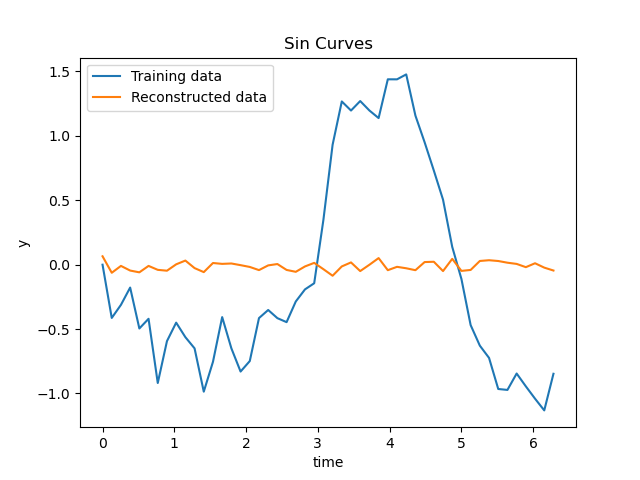 Sin Curves
Training data
Reconstructed data
1.5
1.0
0.5
0.0
−0.5
−1.0
y
0 1 2 3 4 5 6
time